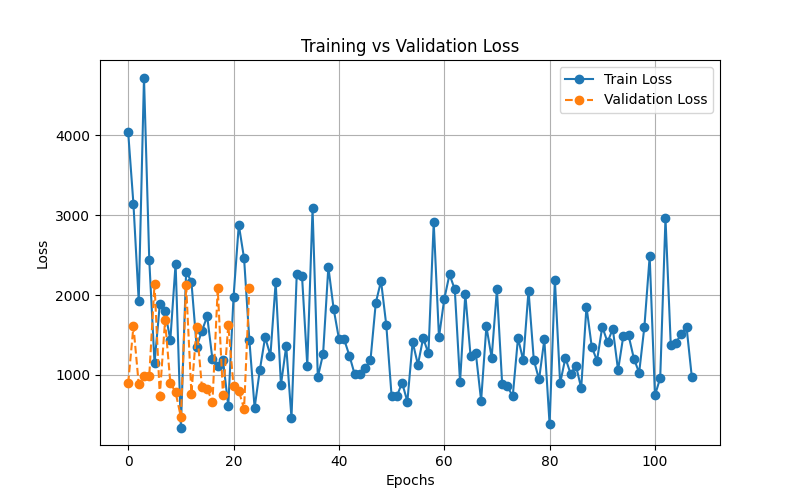 Training vs Validation Loss
Train Loss
Validation Loss
4000
3000
2000
1000
Loss
0 20 40 60 80 100
Epochs